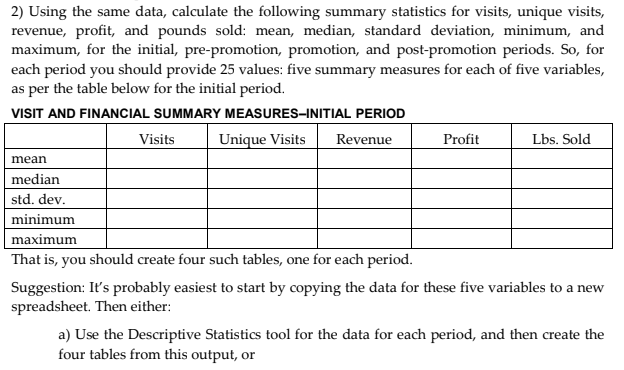 2) Using the same data, calculate the following summary statistics for visits, unique visits,
revenue, profit, and pounds sold: mean, median, standard deviation, minimum, and
maximum, for the initial, pre-promotion, promotion, and post-promotion periods. So, for
each period you should provide 25 values: five summary measures for each of five variables,
as per the table below for the initial period.
VISIT AND FINANCIAL SUMMARY MEASURES–INITIAL PERIOD
Visits Unique Visits Revenue Profit Lbs. Sold
mean
median
std. dev.
minimum
maximum
That is, you should create four such tables, one for each period.
Suggestion: It's probably easiest to start by copying the data for these five variables to a new
spreadsheet. Then either:
a) Use the Descriptive Statistics tool for the data for each period, and then create the
four tables from this output, or